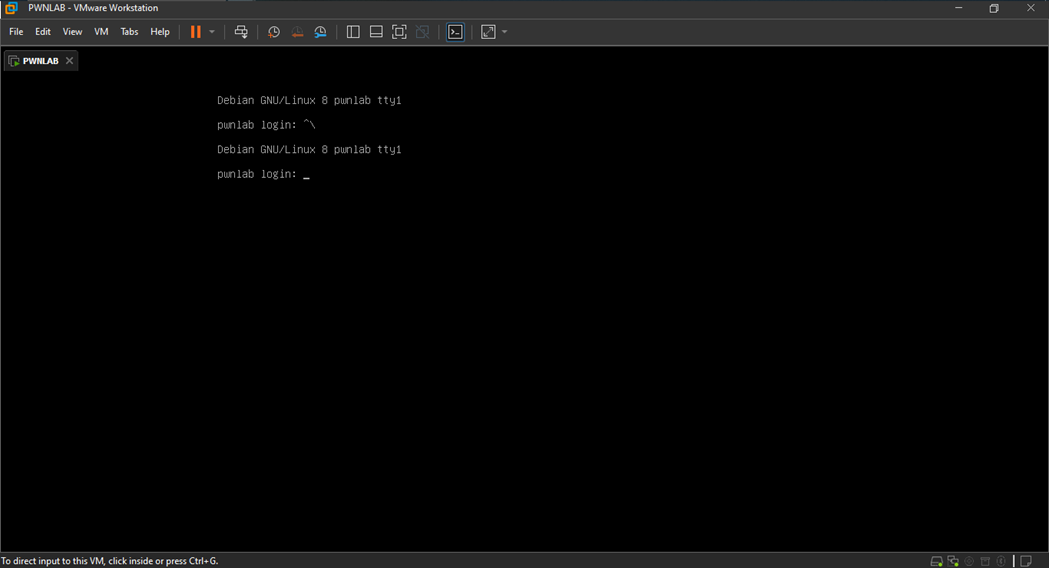 PWNLAB - VMware Workstation
File Edit View VM Tabs Help
PWNLAB
Debian GNU/Linux 8 pwnlab tty1
pwnlab login: ^\
Debian GNU/Linux 8 pwnlab tty1
pwnlab login: _
To direct input to this VM, click inside or press Ctrl+G.